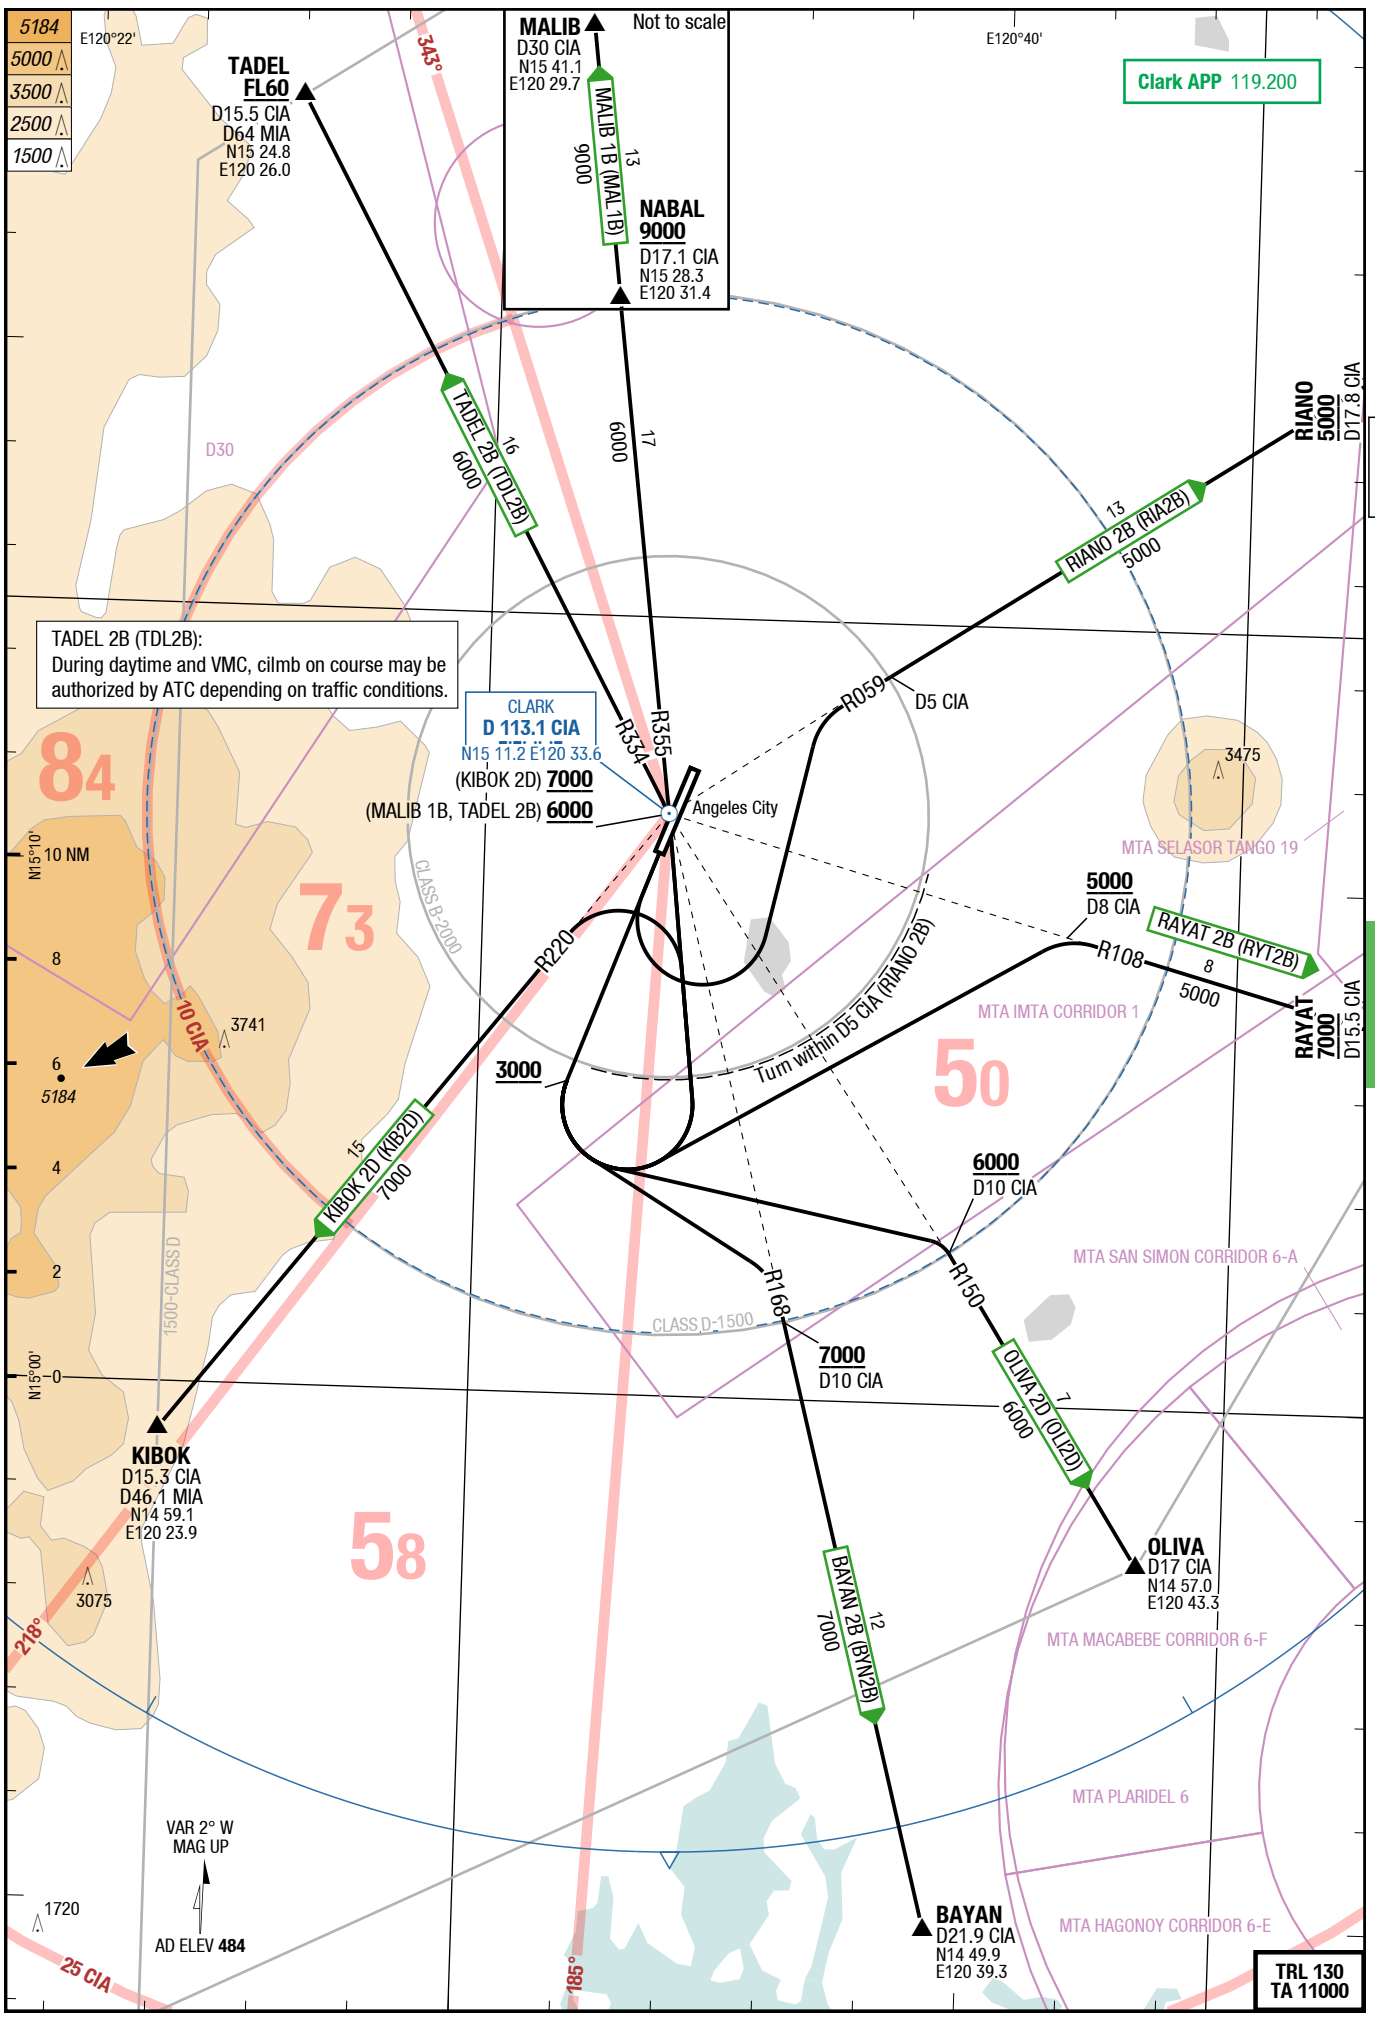 5184
5000
3500
2500
1500
E120°22'
TADEL
FL60
D15.5 CIA
D64 MIA
N15 24.8
E120 26.0
343°
MALIB
D30 CIA
N15 41.1
E120 29.7
Not to scale
MALIB 1B (MAL1B)
13
9000
NABAL
9000
D17.1 CIA
N15 28.3
E120 31.4
E120°40'
Clark APP 119.200
D30
TADEL 2B (TDL2B)
16
6000
17
6000
RIANO
5000
D17.8 CIA
13
RIANO 2B (RIA2B)
5000
TADEL 2B (TDL2B):
During daytime and VMC, cilmb on course may be
authorized by ATC depending on traffic conditions.
CLARK
D 113.1 CIA
N15 11.2 E120 33.6
(KIBOK 2D) 7000
(MALIB 1B, TADEL 2B) 6000
R334
R355
R059
D5 CIA
Angeles City
3475
MTA SELASOR TANGO 19
84
73
N15°10'
10 NM
8
6
4
2
0
N15°00'
CLASS B-2000
5000
D8 CIA
RAYAT 2B (RYT2B)
8
5000
R108
RAYAT
7000
D15.5 CIA
R220
10 CIA
3741
5184
3000
Turn within D5 CIA (RIANO 2B)
MTA IMTA CORRIDOR 1
50
15
KIBOK 2D (KIB2D)
7000
6000
D10 CIA
1500-CLASS D
MTA SAN SIMON CORRIDOR 6-A
R168
R150
CLASS D-1500
7000
D10 CIA
OLIVA 2D (OLI2D)
7
6000
KIBOK
D15.3 CIA
D46.1 MIA
N14 59.1
E120 23.9
58
OLIVA
D17 CIA
N14 57.0
E120 43.3
3075
218°
BAYAN 2B (BYN2B)
12
7000
MTA MACABEBE CORRIDOR 6-F
MTA PLARIDEL 6
VAR 2° W
MAG UP
AD ELEV 484
1720
25 CIA
185°
BAYAN
D21.9 CIA
N14 49.9
E120 39.3
MTA HAGONOY CORRIDOR 6-E
TRL 130
TA 11000